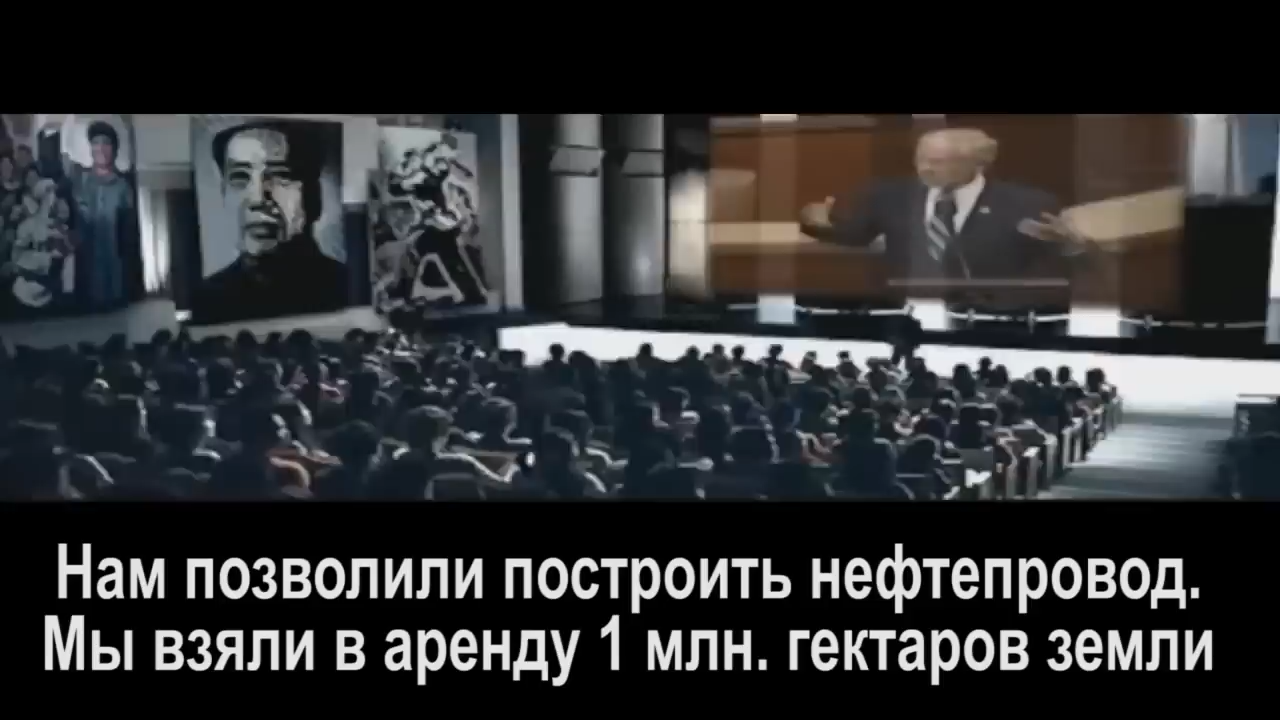 Нам позволили построить нефтепровод.
Мы взяли в аренду 1 млн. гектаров земли